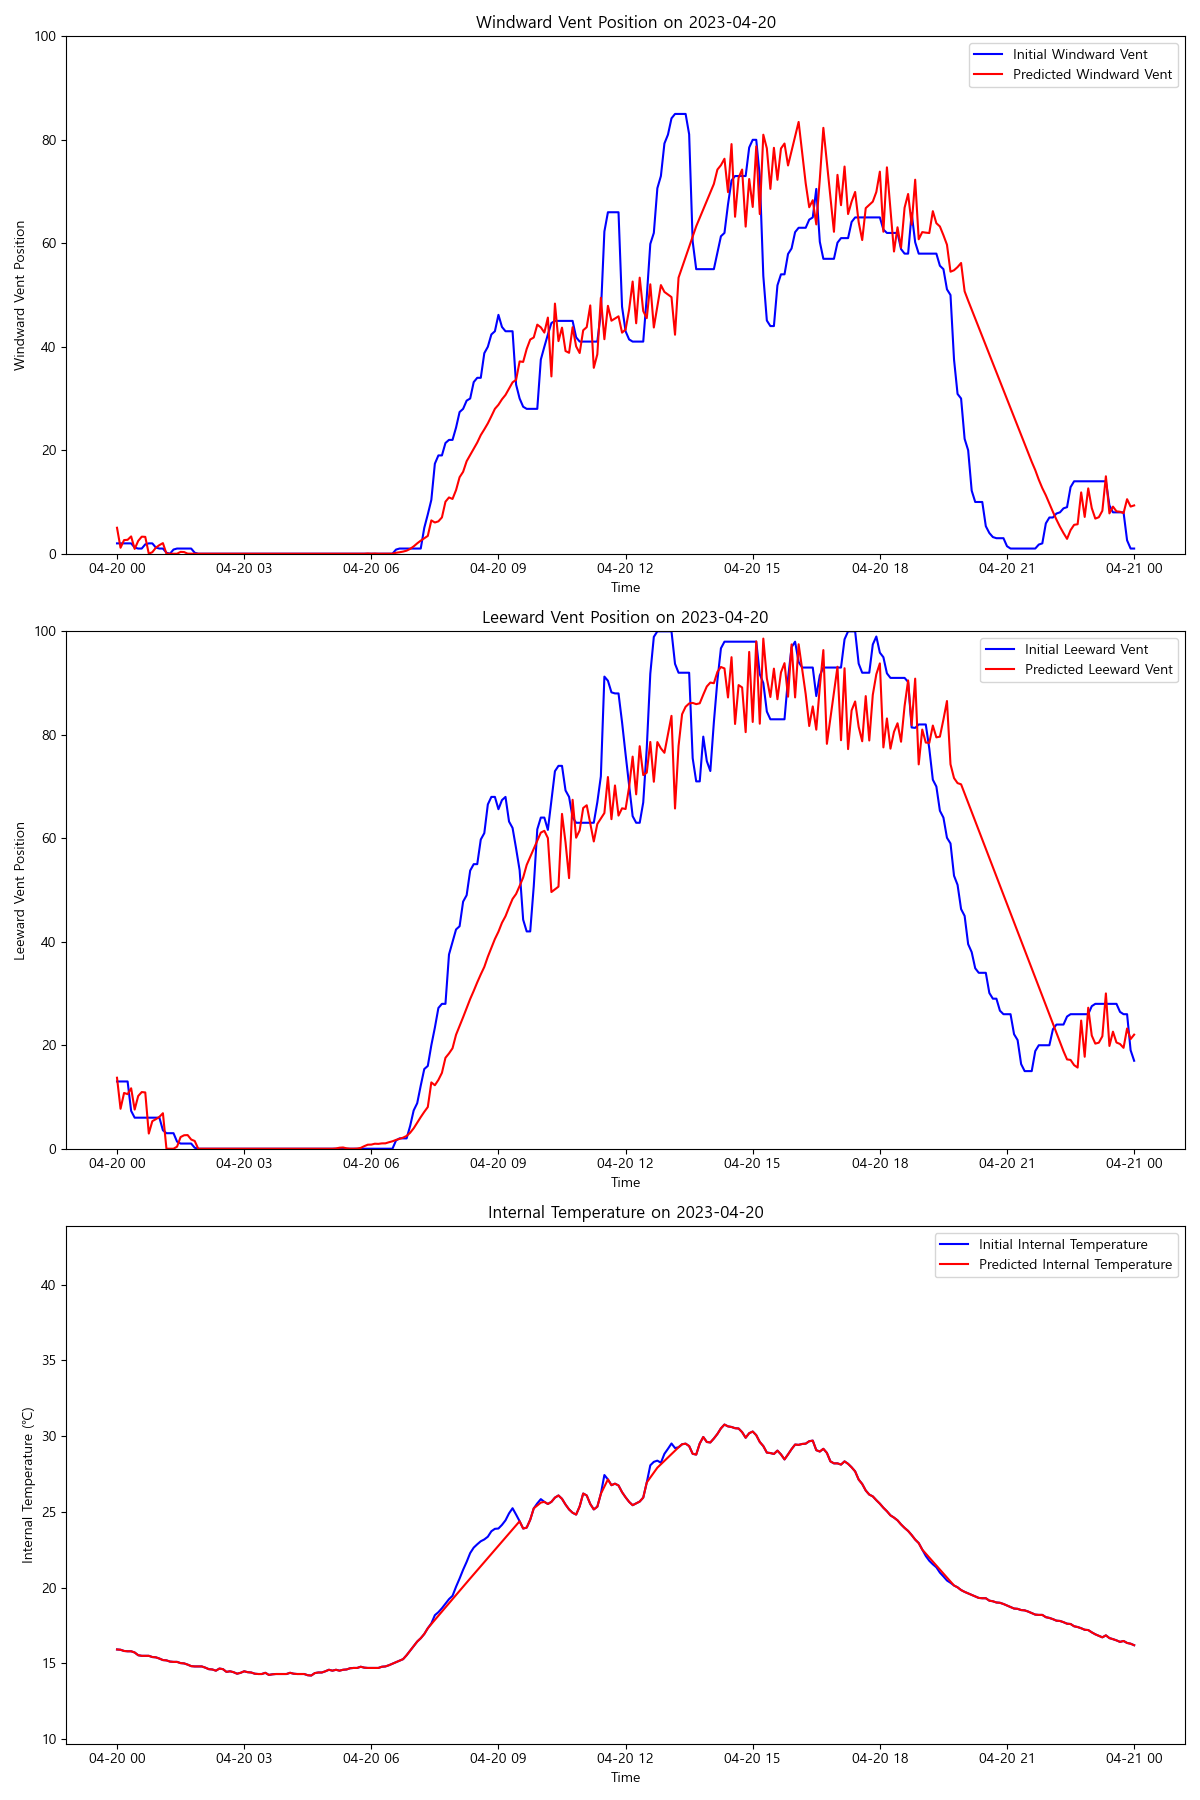 Windward Vent Position on 2023-04-20
Initial Windward Vent
Predicted Windward Vent
Windward Vent Position
100
80
60
40
20
0
04-20 00 04-20 03 04-20 06 04-20 09 04-20 12 04-20 15 04-20 18 04-20 21 04-21 00
Time
Leeward Vent Position on 2023-04-20
Initial Leeward Vent
Predicted Leeward Vent
Leeward Vent Position
100
80
60
40
20
0
04-20 00 04-20 03 04-20 06 04-20 09 04-20 12 04-20 15 04-20 18 04-20 21 04-21 00
Time
Internal Temperature on 2023-04-20
Initial Internal Temperature
Predicted Internal Temperature
Internal Temperature (℃)
40
35
30
25
20
15
10
04-20 00 04-20 03 04-20 06 04-20 09 04-20 12 04-20 15 04-20 18 04-20 21 04-21 00
Time